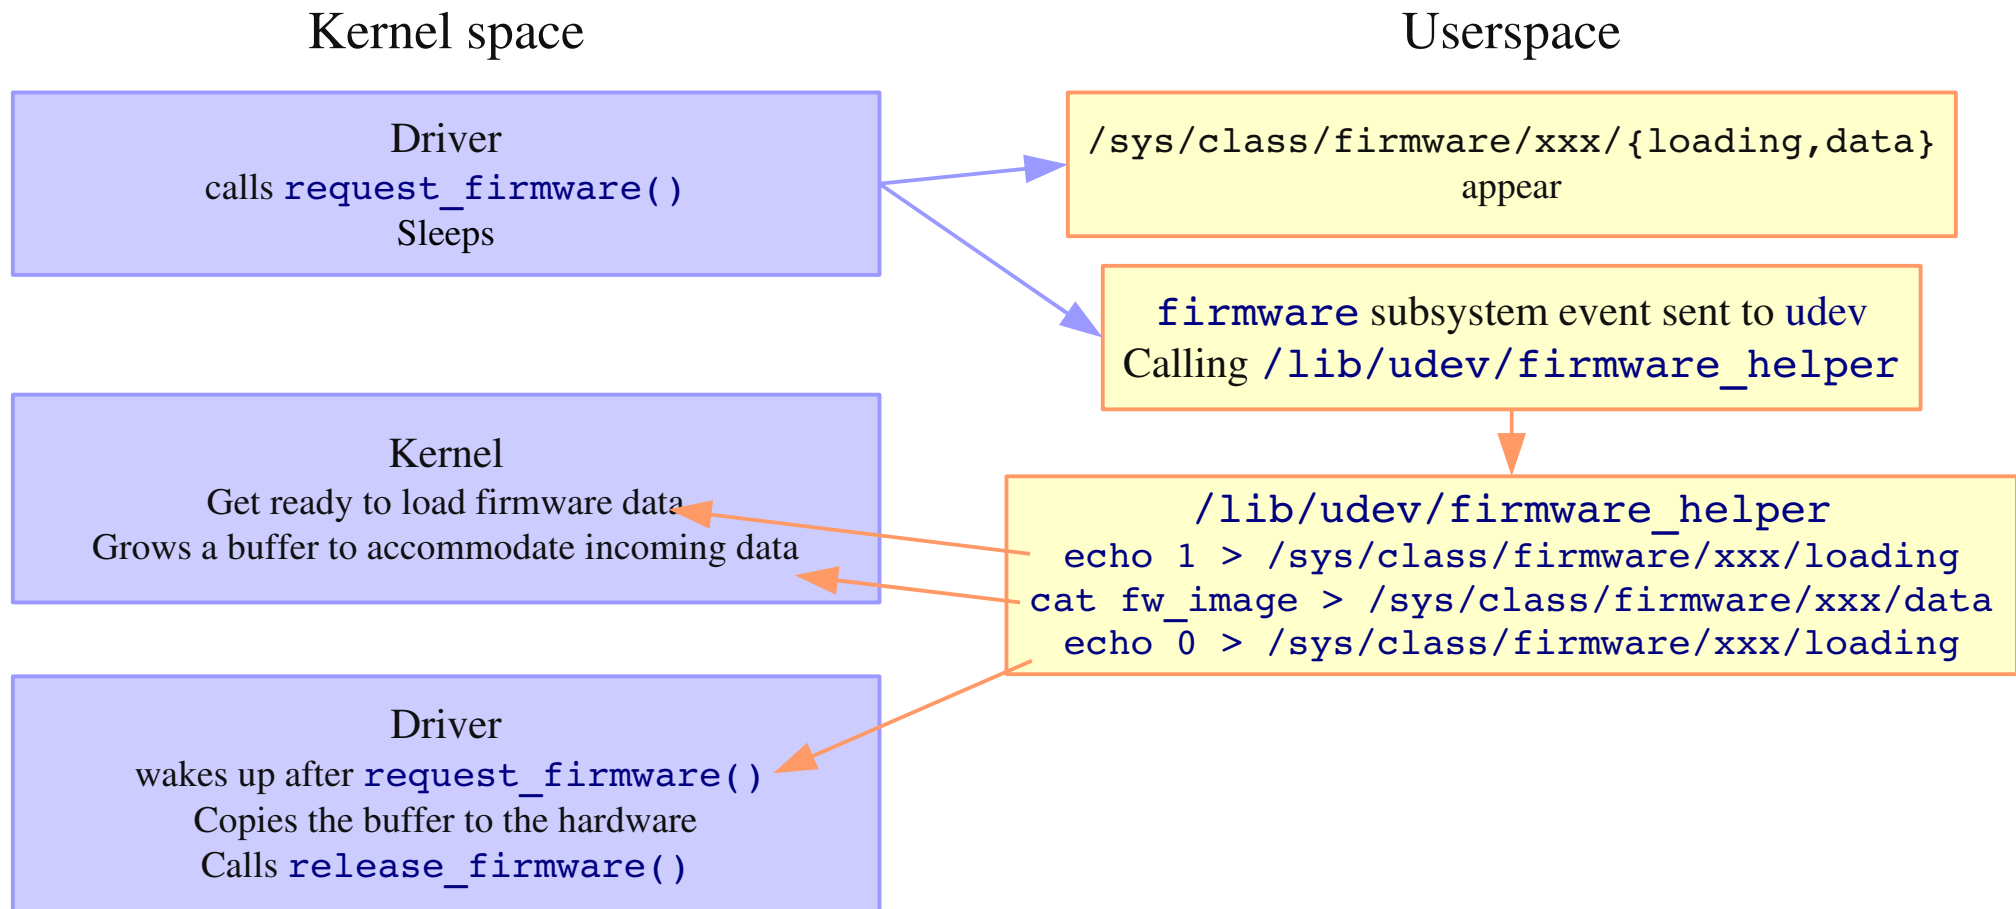 Kernel space
Userspace
Driver
calls request_firmware()
Sleeps
/sys/class/firmware/xxx/{loading,data}
appear
firmware subsystem event sent to udev
Calling /lib/udev/firmware_helper
Kernel
Get ready to load firmware data
Grows a buffer to accommodate incoming data
/lib/udev/firmware_helper
echo 1 > /sys/class/firmware/xxx/loading
cat fw_image > /sys/class/firmware/xxx/data
echo 0 > /sys/class/firmware/xxx/loading
Driver
wakes up after request_firmware()
Copies the buffer to the hardware
Calls release_firmware()